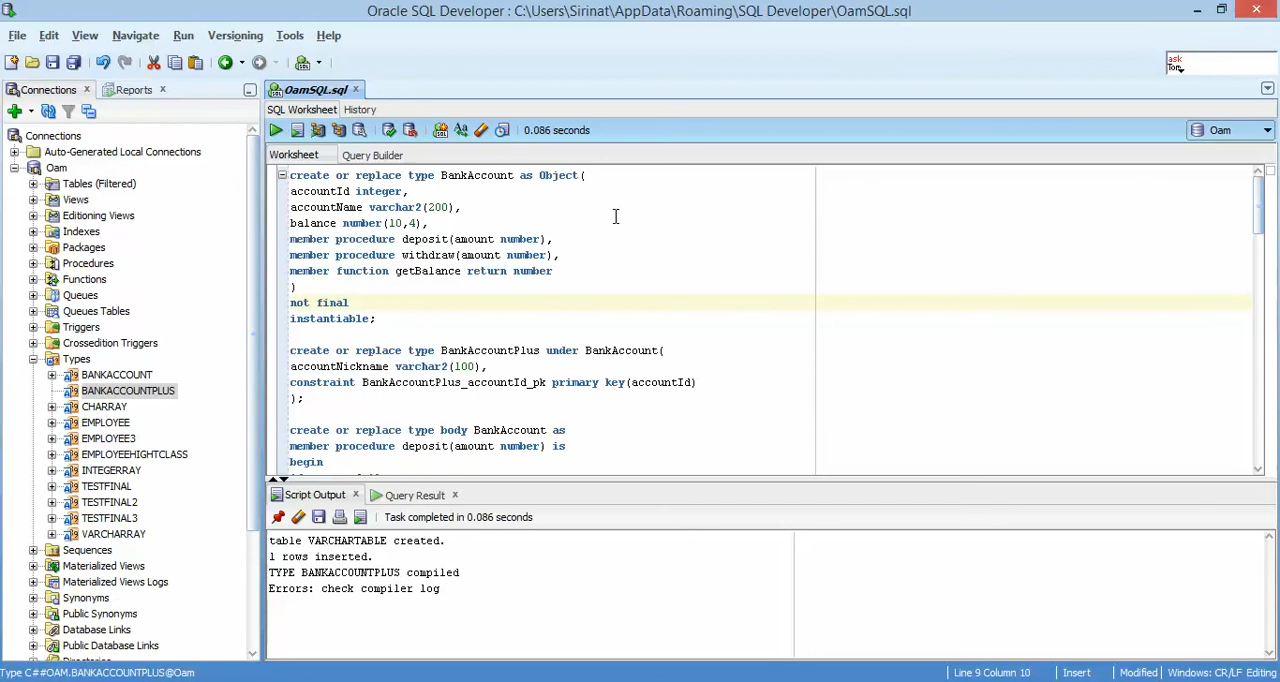 Oracle SQL Developer : C:\Users\Sirinat\AppData\Roaming\SQL Developer\OamSQL.sql
File Edit View Navigate Run Versioning Tools Help
ask
Tom
Connections Reports
OamSQL.sql
SQL Worksheet History
0.086 seconds
Oam
Worksheet Query Builder
Connections
Auto-Generated Local Connections
Oam
Tables (Filtered)
Views
Editioning Views
Indexes
Packages
Procedures
Functions
Queues
Queues Tables
Triggers
Crossedition Triggers
Types
BANKACCOUNT
BANKACCOUNTPLUS
CHARRAY
EMPLOYEE
EMPLOYEE3
EMPLOYEEHIGHTCLASS
INTEGERRAY
TESTFINAL
TESTFINAL2
TESTFINAL3
VARCHARRAY
Sequences
Materialized Views
Materialized Views Logs
Synonyms
Public Synonyms
Database Links
Public Database Links
Directories
create or replace type BankAccount as Object(
accountId integer,
accountName varchar2(200),
balance number(10,4),
member procedure deposit(amount number),
member procedure withdraw(amount number),
member function getBalance return number
)
not final
instantiable;
create or replace type BankAccountPlus under BankAccount(
accountNickname varchar2(100),
constraint BankAccountPlus_accountId_pk primary key(accountId)
);
create or replace type body BankAccount as
member procedure deposit(amount number) is
begin
Script Output Query Result
Task completed in 0.086 seconds
table VARCHARTABLE created.
1 rows inserted.
TYPE BANKACCOUNTPLUS compiled
Errors: check compiler log
Type C##OAM.BANKACCOUNTPLUS@Oam
Line 9 Column 10 Insert Modified Windows: CR/LF Editing